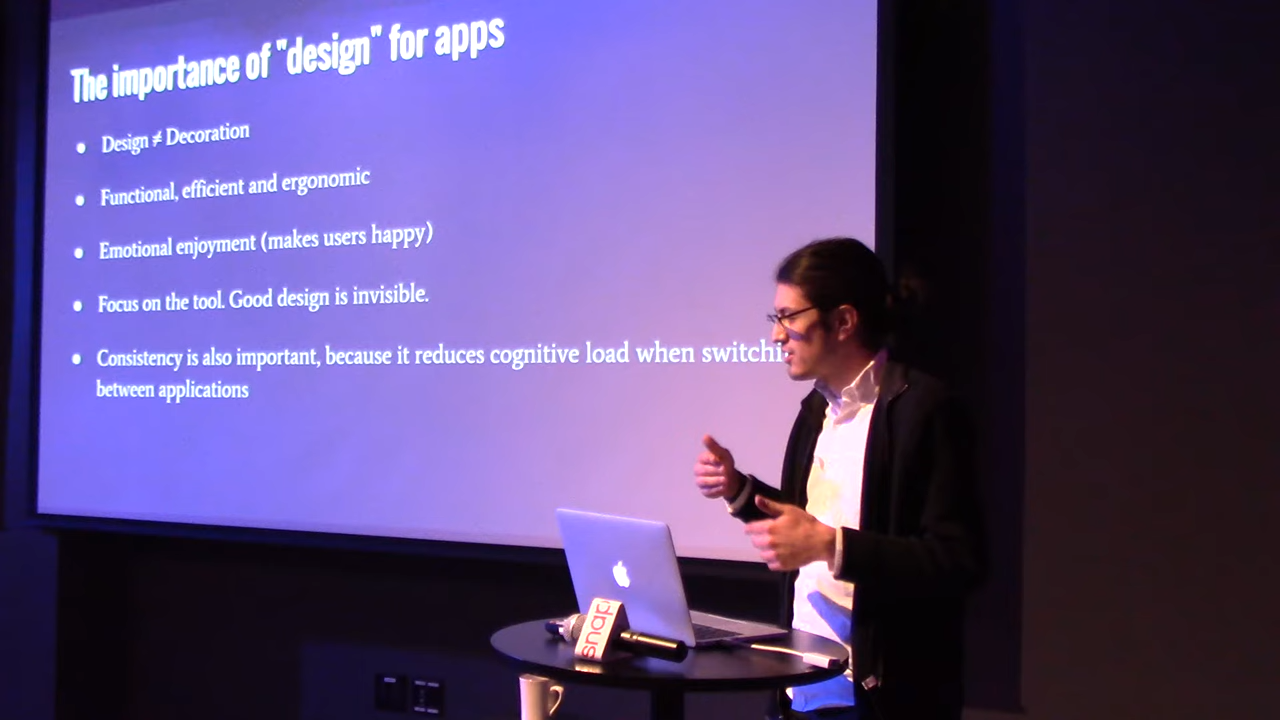 The importance of "design" for apps
Design ≠ Decoration
Functional, efficient and ergonomic
Emotional enjoyment (makes users happy)
Focus on the tool. Good design is invisible.
Consistency is also important, because it reduces cognitive load when switchi
between applications
snap